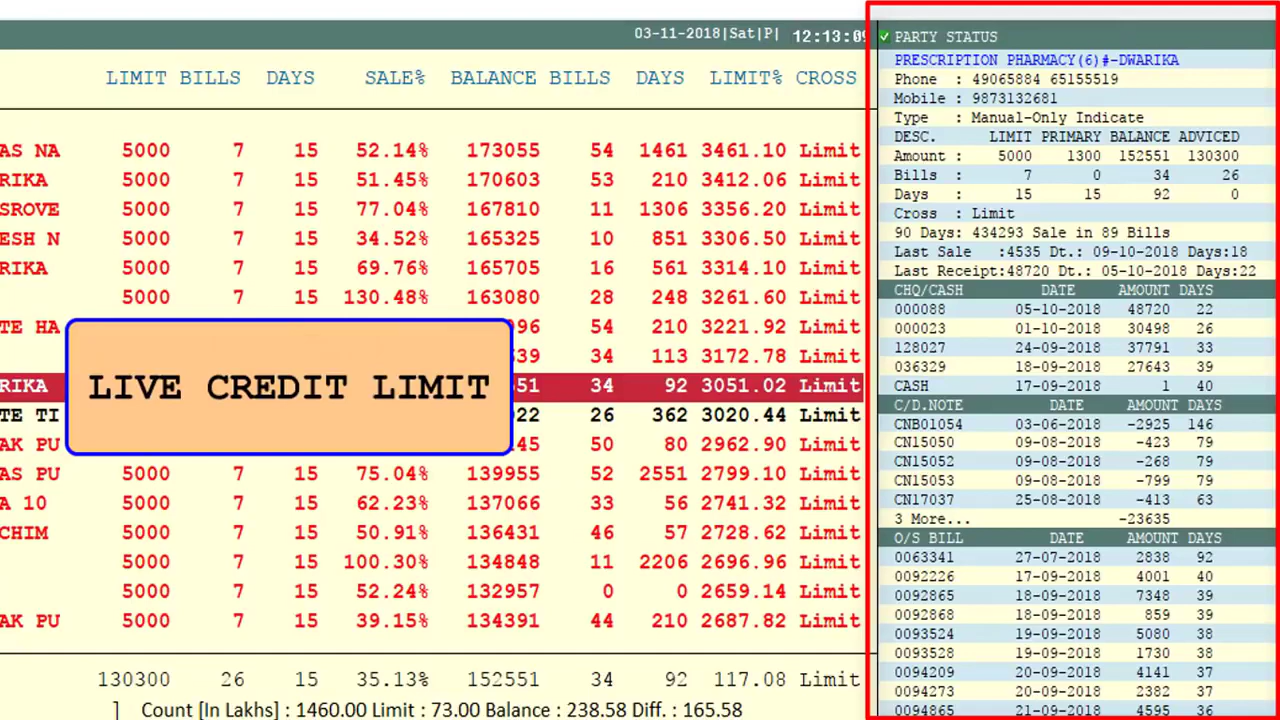 03-11-2018|Sat|P| 12:13:09
LIMIT BILLS DAYS SALE% BALANCE BILLS DAYS LIMIT% CROSS
AS NA 5000 7 15 52.14% 173055 54 1461 3461.10 Limit
RIKA 5000 7 15 51.45% 170603 53 210 3412.06 Limit
SROVE 5000 7 15 77.04% 167810 11 1306 3356.20 Limit
ESH N 5000 7 15 34.52% 165325 10 851 3306.50 Limit
RIKA 5000 7 15 69.76% 165705 16 561 3314.10 Limit
5000 7 15 130.48% 163080 28 248 3261.60 Limit
TE HA 96 54 210 3221.92 Limit
39 34 113 3172.78 Limit
RIKA 51 34 92 3051.02 Limit
TE TI 22 26 362 3020.44 Limit
AK PU 45 50 80 2962.90 Limit
AS PU 5000 7 15 75.04% 139955 52 2551 2799.10 Limit
A 10 5000 7 15 62.23% 137066 33 56 2741.32 Limit
CHIM 5000 7 15 50.91% 136431 46 57 2728.62 Limit
5000 7 15 100.30% 134848 11 2206 2696.96 Limit
5000 7 15 52.24% 132957 0 0 2659.14 Limit
AK PU 5000 7 15 39.15% 134391 44 210 2687.82 Limit
130300 26 15 35.13% 152551 34 92 117.08 Limit
] Count [In Lakhs] : 1460.00 Limit : 73.00 Balance : 238.58 Diff. : 165.58
LIVE CREDIT LIMIT
PARTY STATUS
PRESCRIPTION PHARMACY(6)#-DWARIKA
Phone : 49065884 65155519
Mobile : 9873132681
Type : Manual-Only Indicate
DESC. LIMIT PRIMARY BALANCE ADVICED
Amount : 5000 1300 152551 130300
Bills : 7 0 34 26
Days : 15 15 92 0
Cross : Limit
90 Days: 434293 Sale in 89 Bills
Last Sale :4535 Dt.: 09-10-2018 Days:18
Last Receipt:48720 Dt.: 05-10-2018 Days:22
CHQ/CASH DATE AMOUNT DAYS
000088 05-10-2018 48720 22
000023 01-10-2018 30498 26
128027 24-09-2018 37791 33
036329 18-09-2018 27643 39
CASH 17-09-2018 1 40
C/D.NOTE DATE AMOUNT DAYS
CNB01054 03-06-2018 -2925 146
CN15050 09-08-2018 -423 79
CN15052 09-08-2018 -268 79
CN15053 09-08-2018 -799 79
CN17037 25-08-2018 -413 63
3 More... -23635
O/S BILL DATE AMOUNT DAYS
0063341 27-07-2018 2838 92
0092226 17-09-2018 4001 40
0092865 18-09-2018 7348 39
0092868 18-09-2018 859 39
0093524 19-09-2018 5080 38
0093528 19-09-2018 1730 38
0094209 20-09-2018 4141 37
0094273 20-09-2018 2382 37
0094865 21-09-2018 4595 36